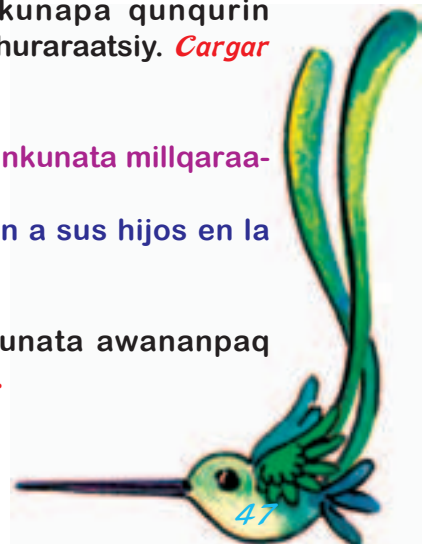 kunapa qunqurin
huraraatsiy. Cargar
nkunata millqaraa-
n a sus hijos en la
unata awananpaq
47